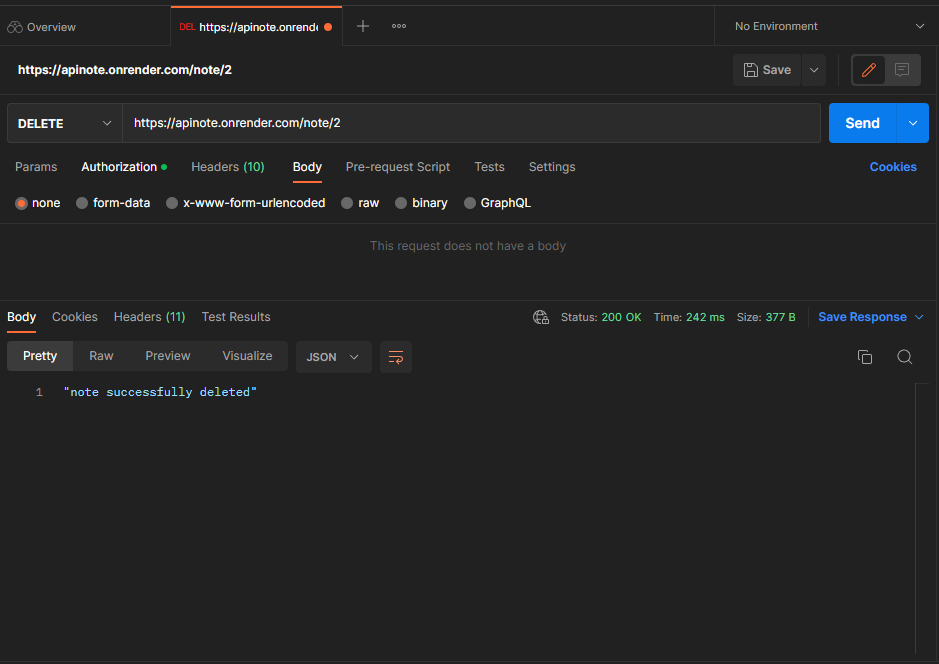 Overview
DEL https://apinote.onrende
No Environment
https://apinote.onrender.com/note/2
Save
DELETE
https://apinote.onrender.com/note/2
Send
Params Authorization Headers (10) Body Pre-request Script Tests Settings Cookies
none form-data x-www-form-urlencoded raw binary GraphQL
This request does not have a body
Body Cookies Headers (11) Test Results Status: 200 OK Time: 242 ms Size: 377 B Save Response
Pretty Raw Preview Visualize JSON
1 "note successfully deleted"